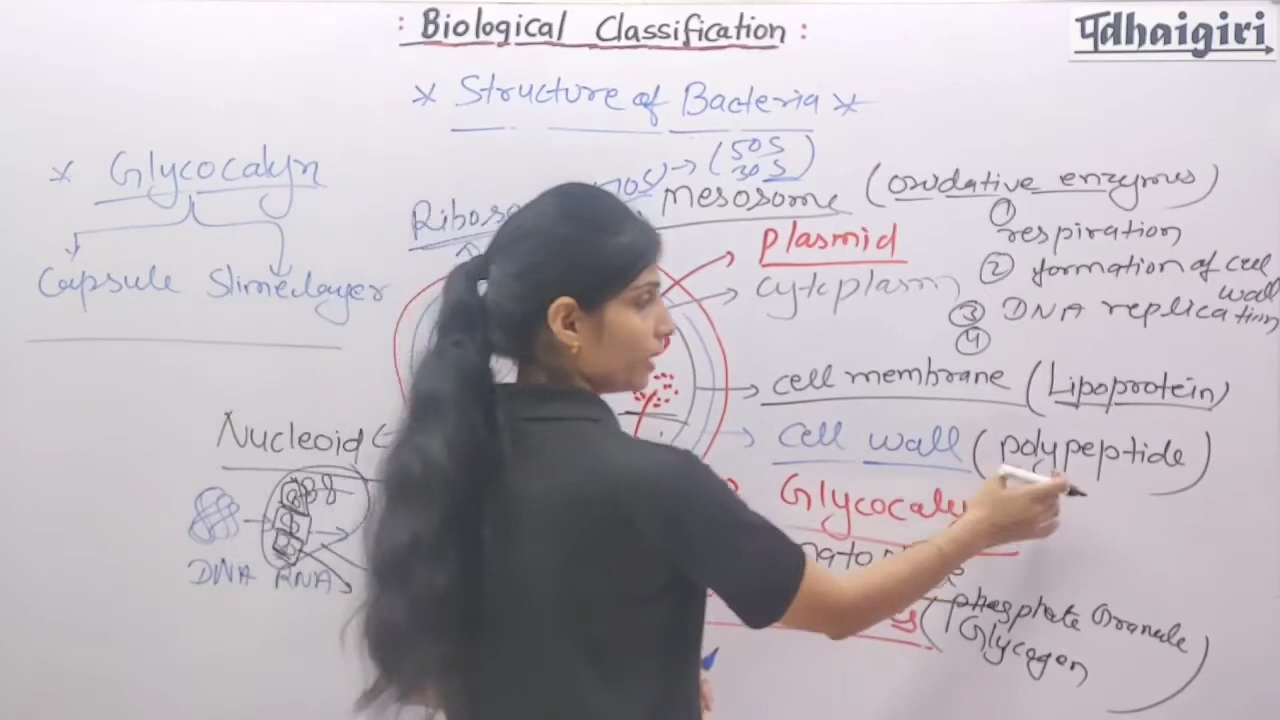 : Biological Classification :
पdhaigiri
* Structure of Bacteria *
* Glycocalyx
Capsule Slimelayer
70S → (50S
30S)
Mesosome (oxidative enzymes)
① respiration
② formation of cell
wall
③ DNA replication
④
plasmid
cytoplasm
cell membrane (Lipoprotein)
cell wall (polypeptide)
Nucleoid
DNA RNA
phosphate Granule
Glycogen